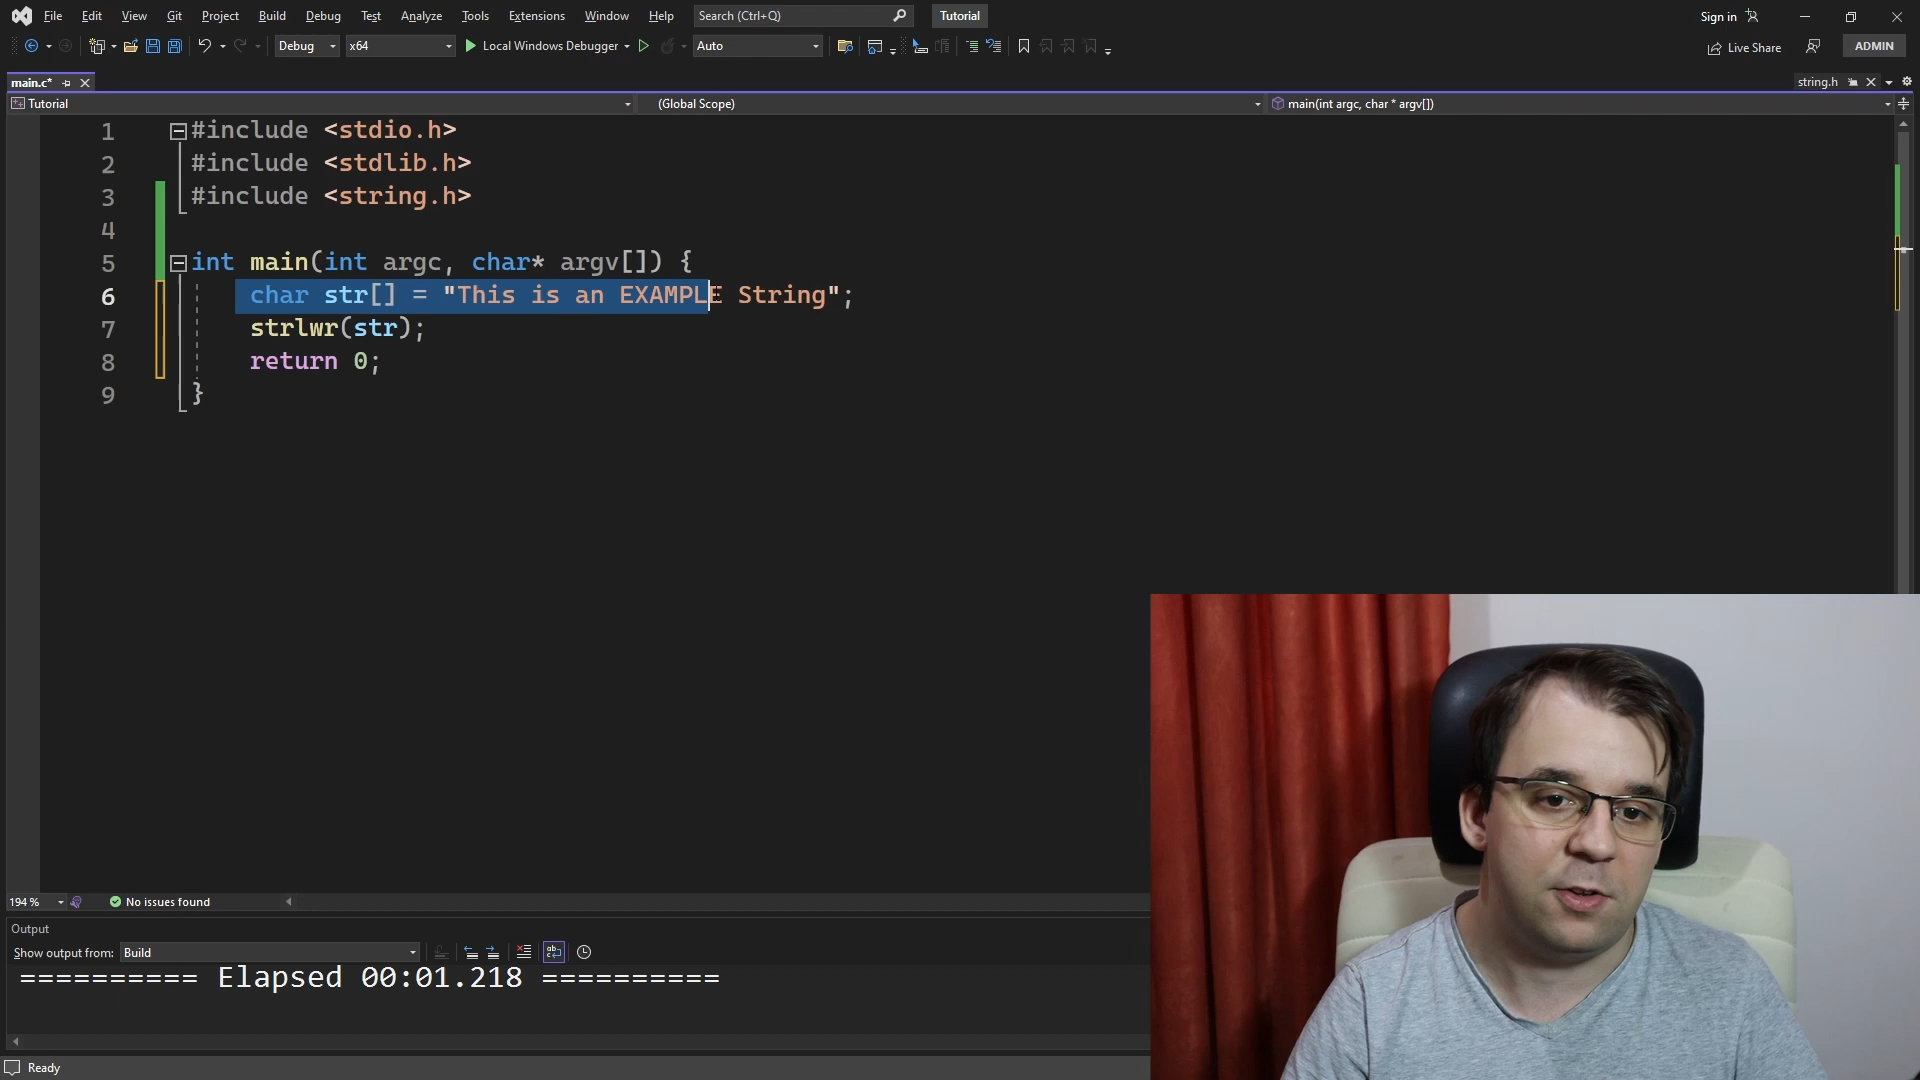 File Edit View Git Project Build Debug Test Analyze Tools Extensions Window Help Search (Ctrl+Q) Tutorial Sign in
Debug x64 Local Windows Debugger Auto Live Share ADMIN
main.c* string.h
Tutorial (Global Scope) main(int argc, char * argv[])
1 #include <stdio.h>
2 #include <stdlib.h>
3 #include <string.h>
4
5 int main(int argc, char* argv[]) {
6 char str[] = "This is an EXAMPLE String";
7 strlwr(str);
8 return 0;
9 }
194 % No issues found
Output
Show output from: Build
========== Elapsed 00:01.218 ==========
Ready